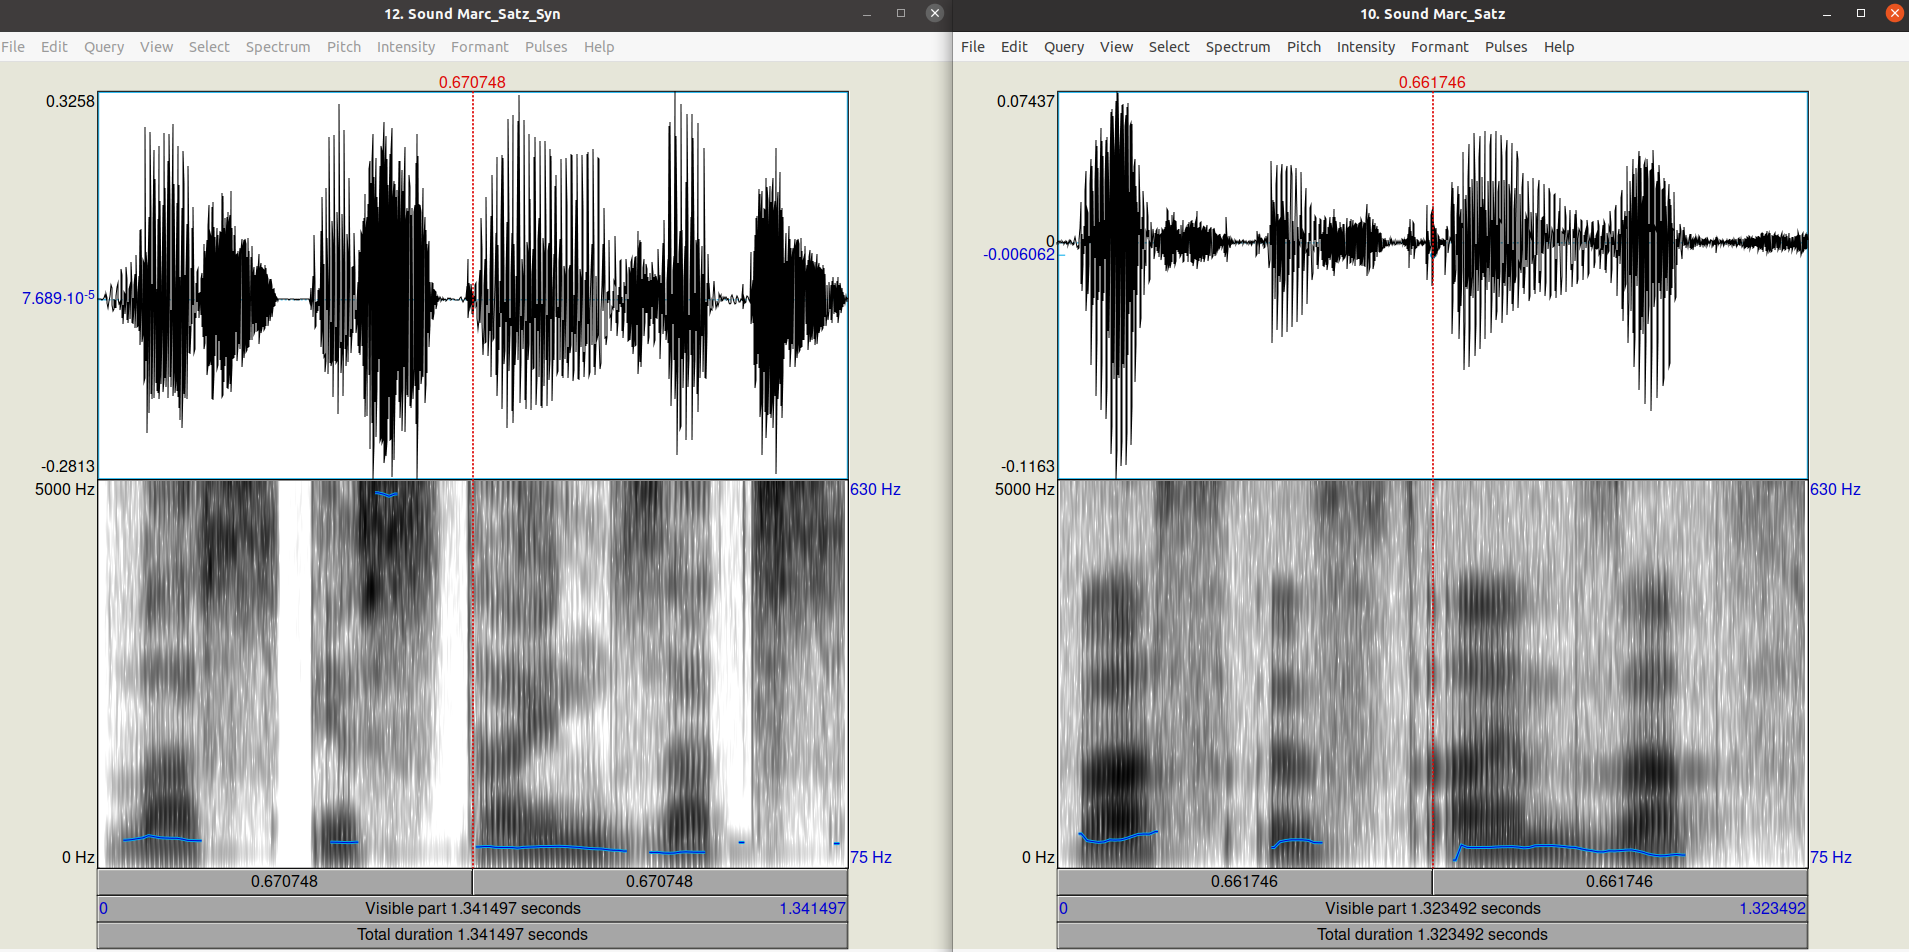 12. Sound Marc_Satz_Syn
File Edit Query View Select Spectrum Pitch Intensity Formant Pulses Help
0.670748
0.3258
7.689·10-5
-0.2813
5000 Hz
630 Hz
0 Hz
75 Hz
0.670748 0.670748
0 Visible part 1.341497 seconds 1.341497
Total duration 1.341497 seconds
10. Sound Marc_Satz
File Edit Query View Select Spectrum Pitch Intensity Formant Pulses Help
0.661746
0.07437
0
-0.006062
-0.1163
5000 Hz
630 Hz
0 Hz
75 Hz
0.661746 0.661746
0 Visible part 1.323492 seconds 1.323492
Total duration 1.323492 seconds